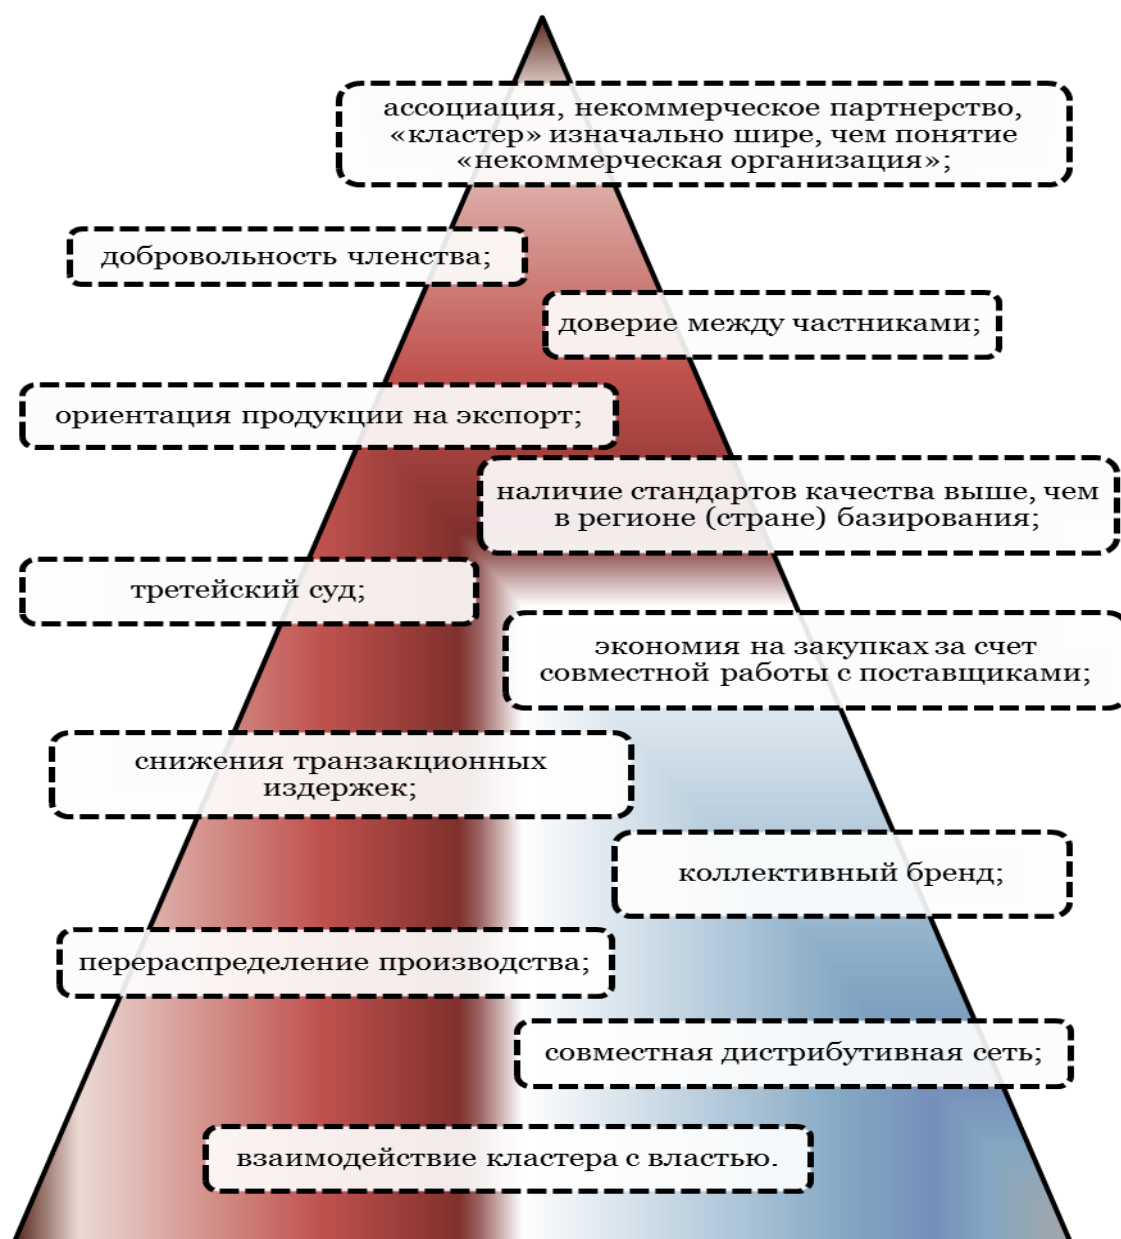 ассоциация, некоммерческое партнерство,
«кластер» изначально шире, чем понятие
«некоммерческая организация»;
добровольность членства;
доверие между частниками;
ориентация продукции на экспорт;
наличие стандартов качества выше, чем
в регионе (стране) базирования;
третейский суд;
экономия на закупках за счет
совместной работы с поставщиками;
снижения транзакционных
издержек;
коллективный бренд;
перераспределение производства;
совместная дистрибутивная сеть;
взаимодействие кластера с властью.